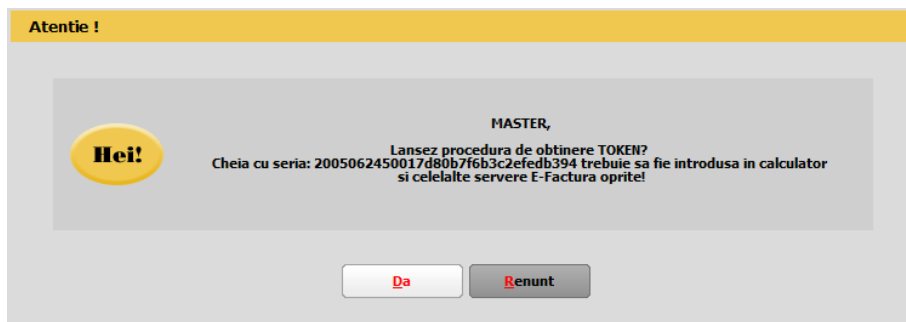 Atentie !
MASTER,
Hei!
Lansez procedura de obtinere TOKEN?
Cheia cu seria: 2005062450017d80b7f6b3c2efedb394 trebuie sa fie introdusa in calculator
si celelalte servere E-Factura oprite!
Da
Renunt